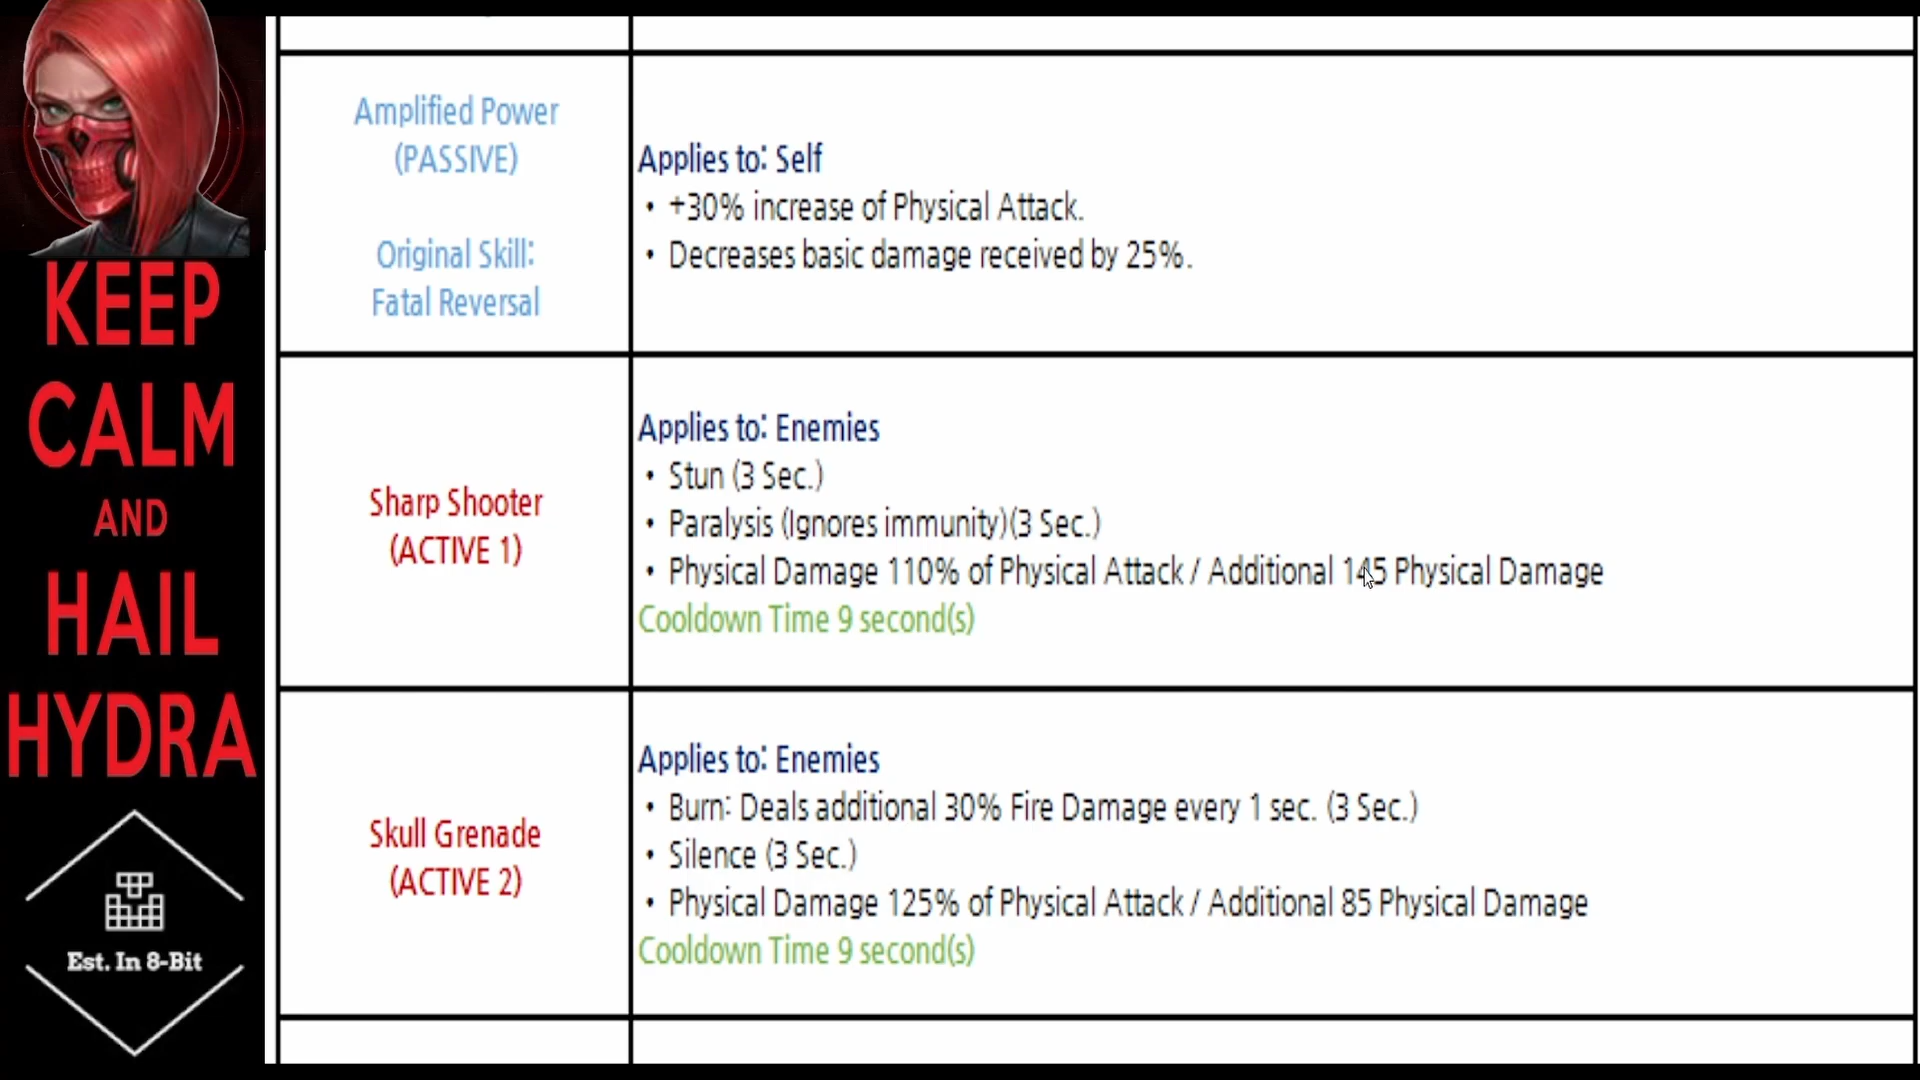 KEEP
CALM
AND
HAIL
HYDRA
Est. In 8-Bit
Amplified Power
(PASSIVE)
Original Skill:
Fatal Reversal
Applies to: Self
• +30% increase of Physical Attack.
• Decreases basic damage received by 25%.
Sharp Shooter
(ACTIVE 1)
Applies to: Enemies
• Stun (3 Sec.)
• Paralysis (Ignores immunity)(3 Sec.)
• Physical Damage 110% of Physical Attack / Additional 145 Physical Damage
Cooldown Time 9 second(s)
Skull Grenade
(ACTIVE 2)
Applies to: Enemies
• Burn: Deals additional 30% Fire Damage every 1 sec. (3 Sec.)
• Silence (3 Sec.)
• Physical Damage 125% of Physical Attack / Additional 85 Physical Damage
Cooldown Time 9 second(s)